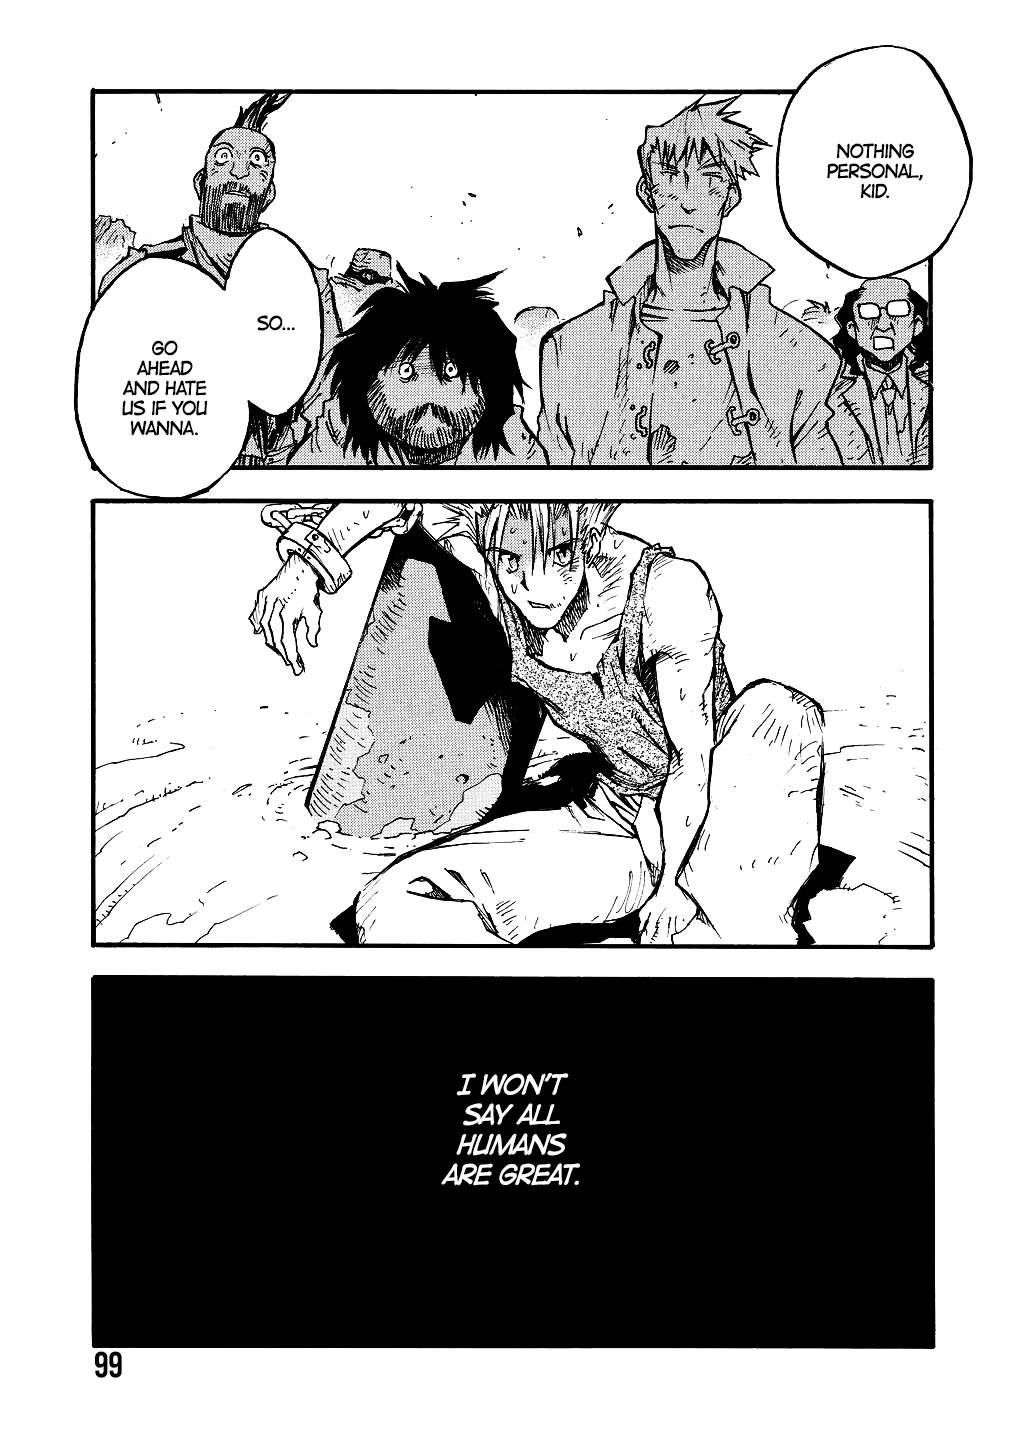 NOTHING
PERSONAL,
KID.
SO...
GO
AHEAD
AND HATE
US IF YOU
WANNA.
I WON'T
SAY ALL
HUMANS
ARE GREAT.
99